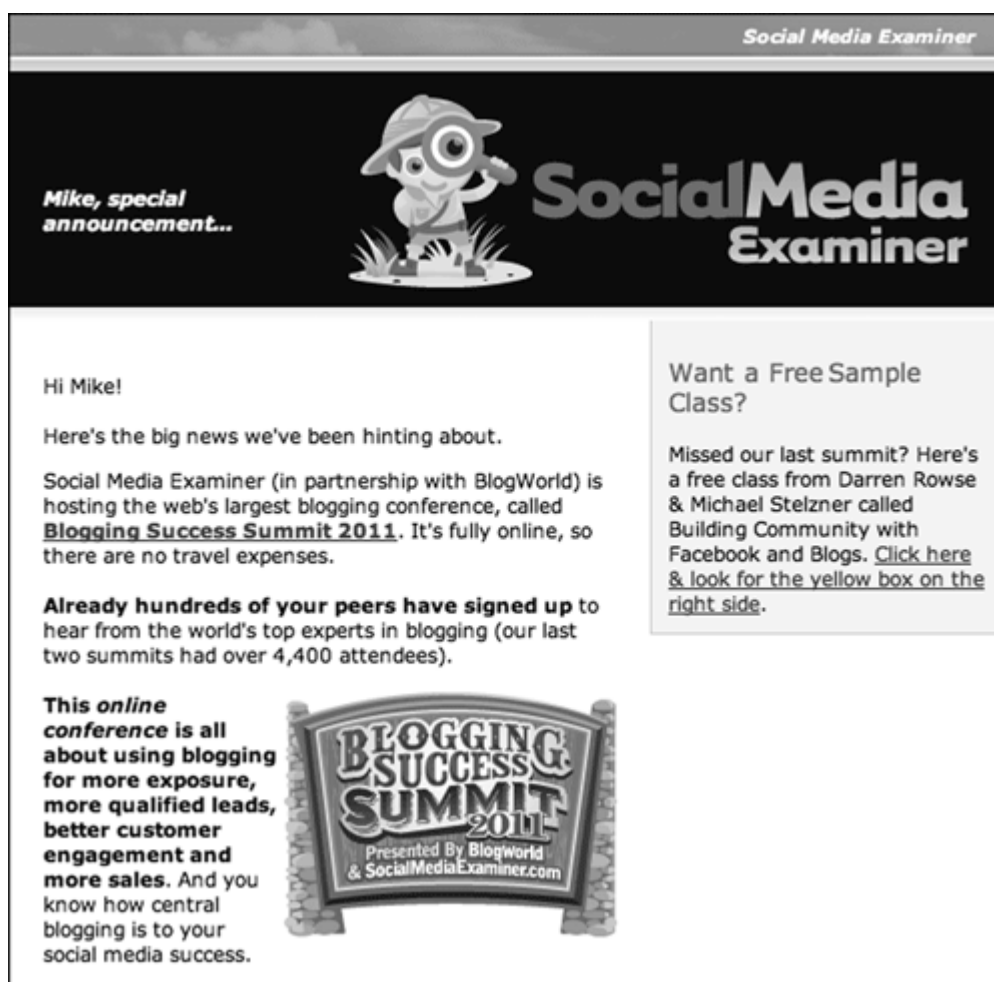 Social Media Examiner
Mike, special
announcement...
SocialMedia
Examiner
Hi Mike!
Here's the big news we've been hinting about.
Social Media Examiner (in partnership with BlogWorld) is
hosting the web's largest blogging conference, called
Blogging Success Summit 2011. It's fully online, so
there are no travel expenses.
Already hundreds of your peers have signed up to
hear from the world's top experts in blogging (our last
two summits had over 4,400 attendees).
This online
conference is all
about using blogging
for more exposure,
more qualified leads,
better customer
engagement and
more sales. And you
know how central
blogging is to your
social media success.
BLOGGING
SUCCESS
SUMMIT
2011
Presented By BlogWorld
& SocialMediaExaminer.com
Want a Free Sample
Class?
Missed our last summit? Here's
a free class from Darren Rowse
& Michael Stelzner called
Building Community with
Facebook and Blogs. Click here
& look for the yellow box on the
right side.